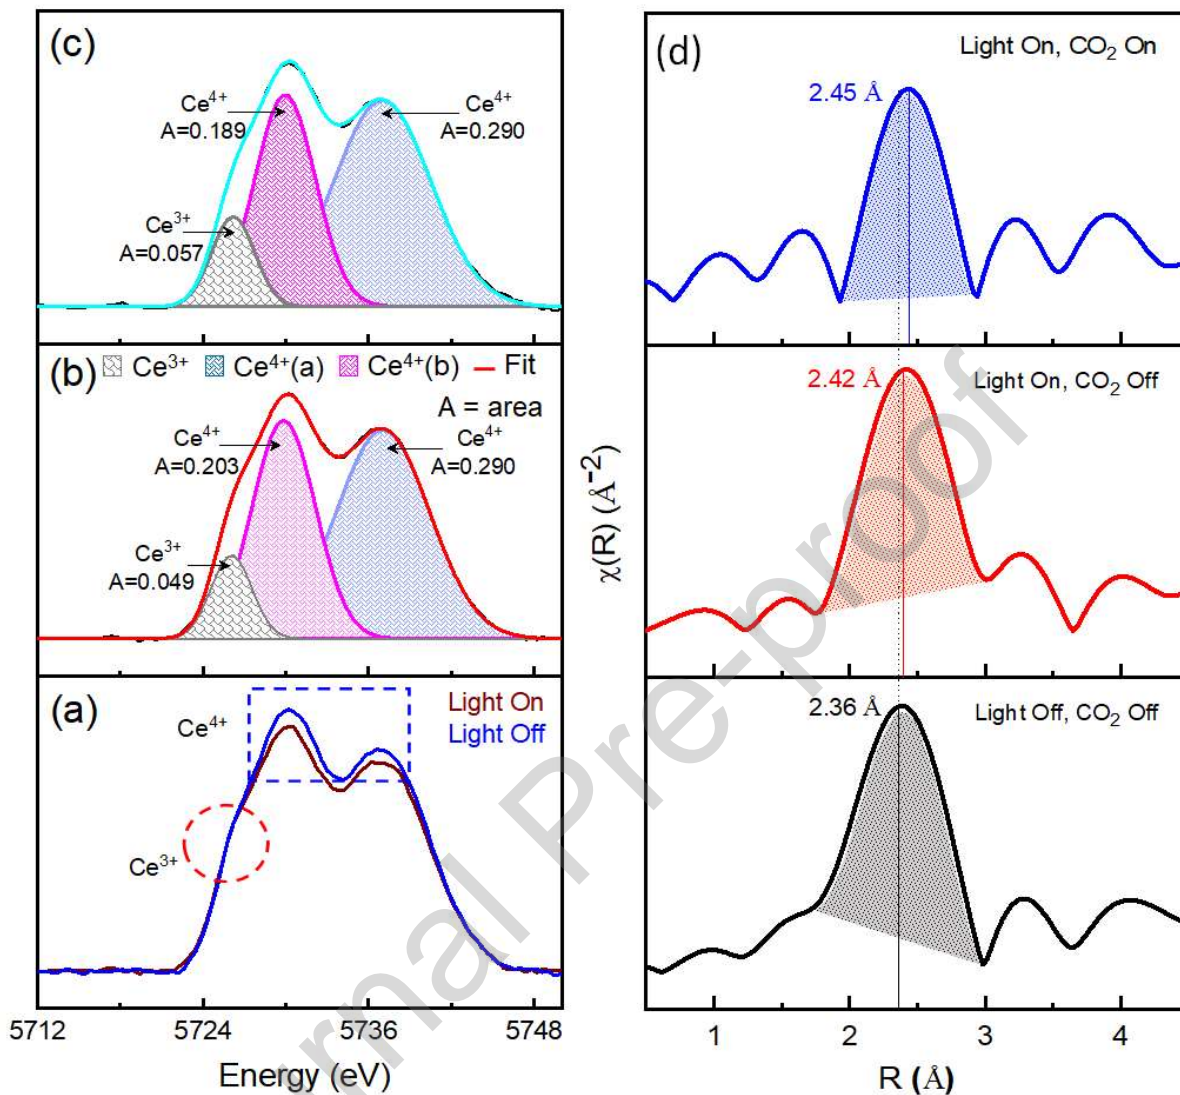 (c)
Ce⁴⁺
A=0.189
Ce⁴⁺
A=0.290
Ce³⁺
A=0.057
(b)
Ce³⁺ Ce⁴⁺(a) Ce⁴⁺(b) Fit
A = area
Ce⁴⁺
A=0.203
Ce⁴⁺
A=0.290
Ce³⁺
A=0.049
(a)
Light On
Light Off
Ce⁴⁺
Ce³⁺
5712 5724 5736 5748
Energy (eV)
(d)
Light On, CO₂ On
2.45 Å
2.42 Å
Light On, CO₂ Off
2.36 Å
Light Off, CO₂ Off
χ(R) (Å⁻²)
1 2 3 4
R (Å)
rnal Pre-proof